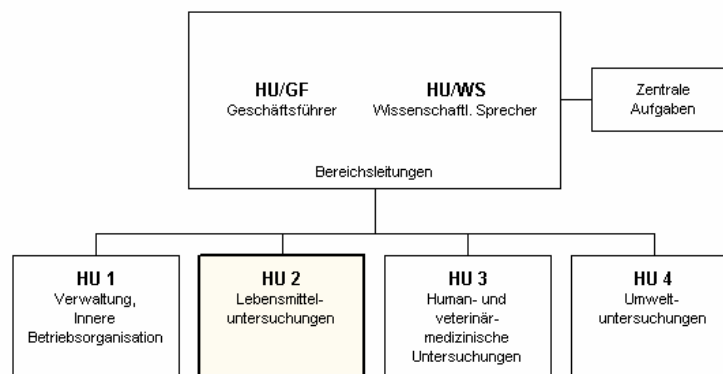 HU/GF
Geschäftsführer
HU/WS
Wissenschaftl. Sprecher
Zentrale
Aufgaben
Bereichsleitungen
HU 1
Verwaltung,
Innere
Betriebsorganisation
HU 2
Lebensmittel-
untersuchungen
HU 3
Human- und
veterinär-
medizinische
Untersuchungen
HU 4
Umwelt-
untersuchungen